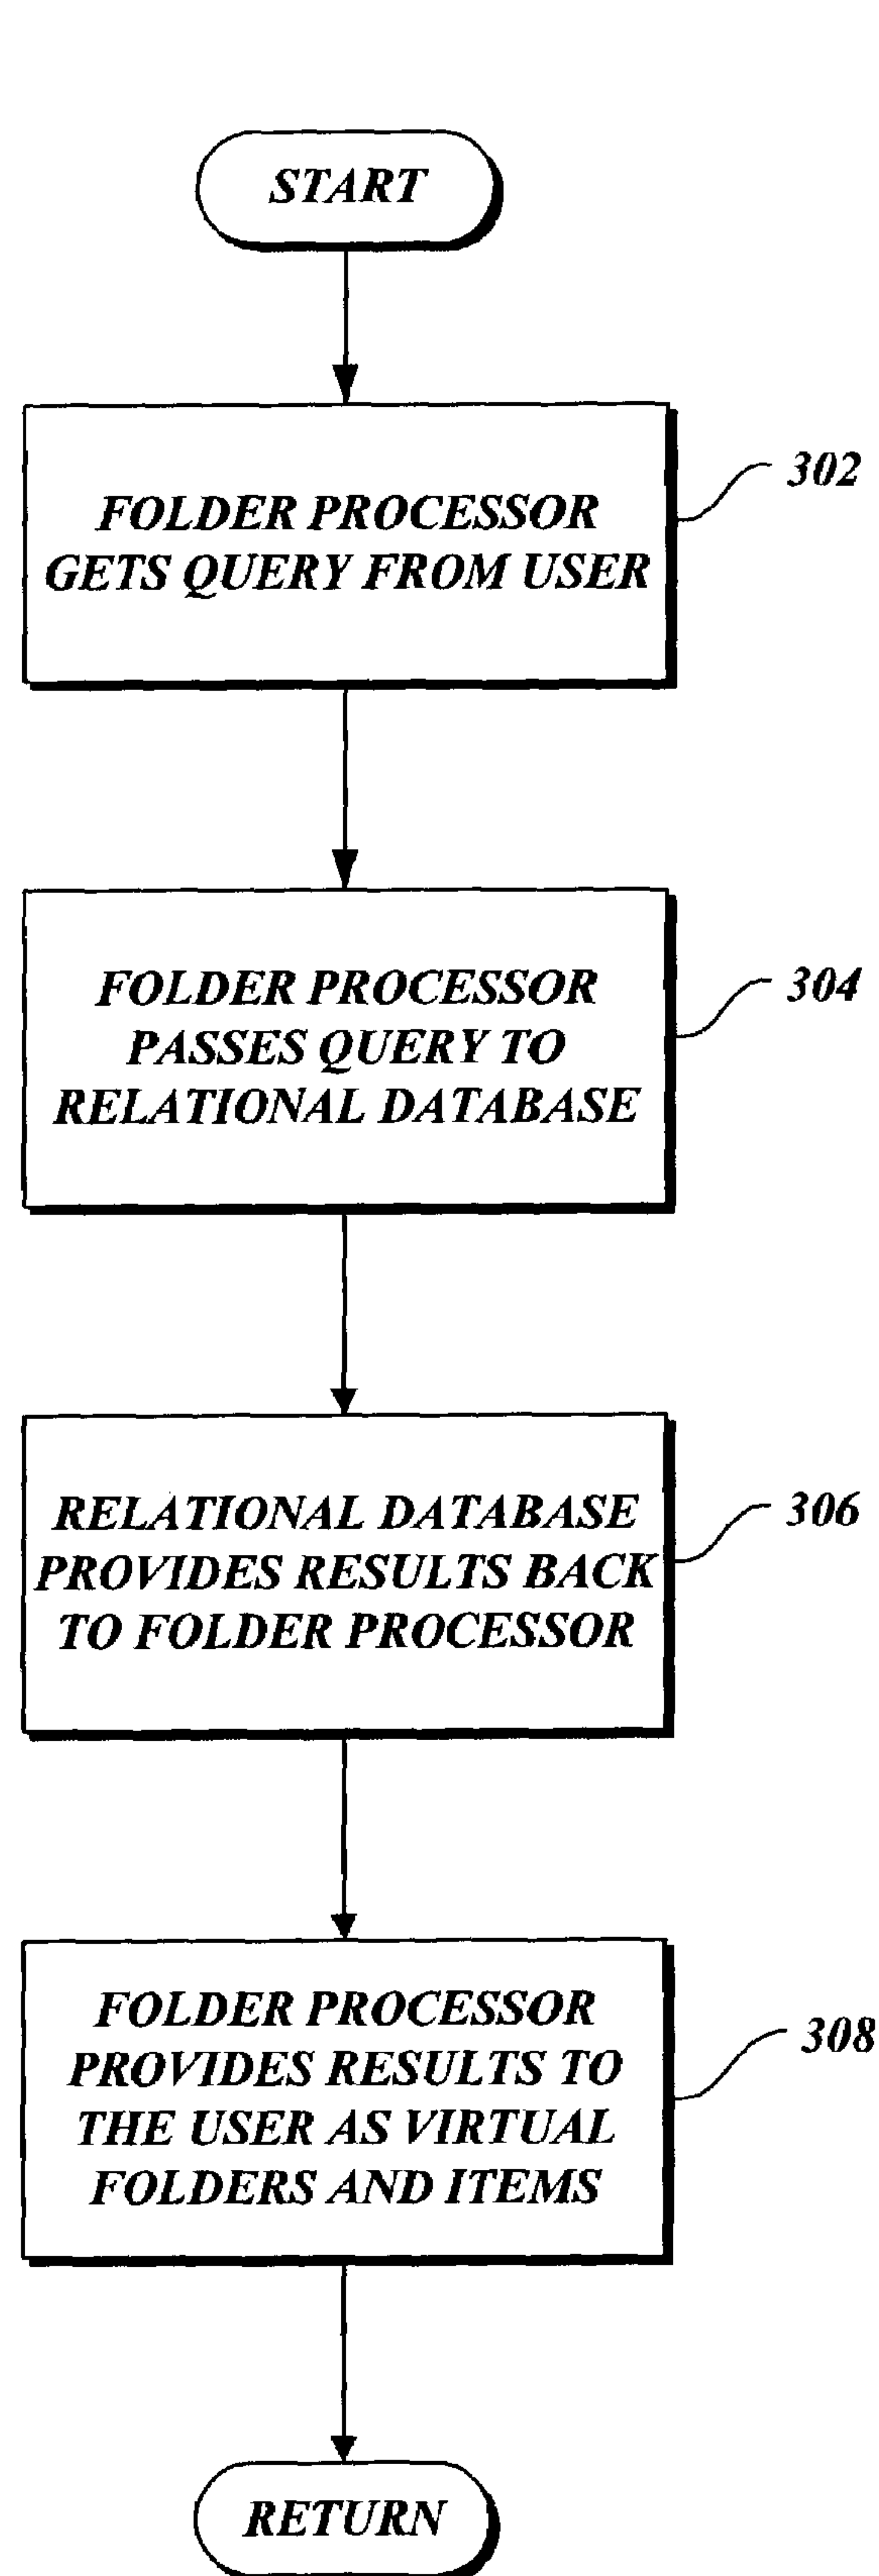 START
FOLDER PROCESSOR
GETS QUERY FROM USER
302
FOLDER PROCESSOR
PASSES QUERY TO
RELATIONAL DATABASE
304
RELATIONAL DATABASE
PROVIDES RESULTS BACK
TO FOLDER PROCESSOR
306
FOLDER PROCESSOR
PROVIDES RESULTS TO
THE USER AS VIRTUAL
FOLDERS AND ITEMS
308
RETURN